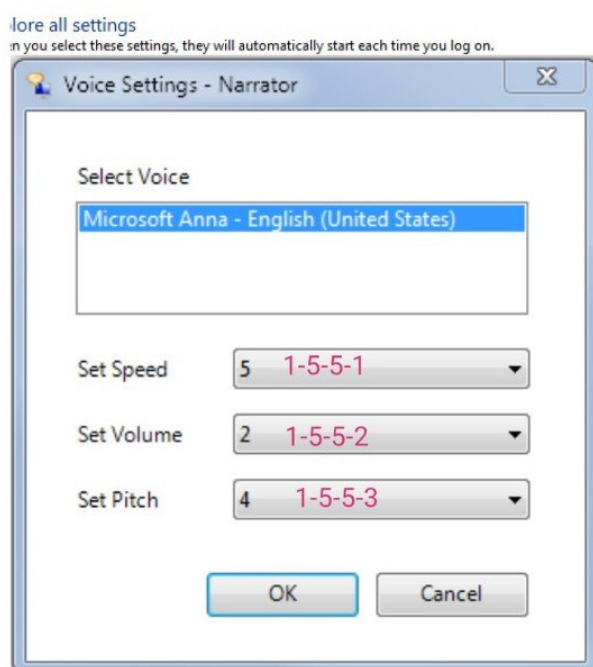 lore all settings
n you select these settings, they will automatically start each time you log on.
Voice Settings - Narrator
Select Voice
Microsoft Anna - English (United States)
Set Speed 5 1-5-5-1
Set Volume 2 1-5-5-2
Set Pitch 4 1-5-5-3
OK Cancel